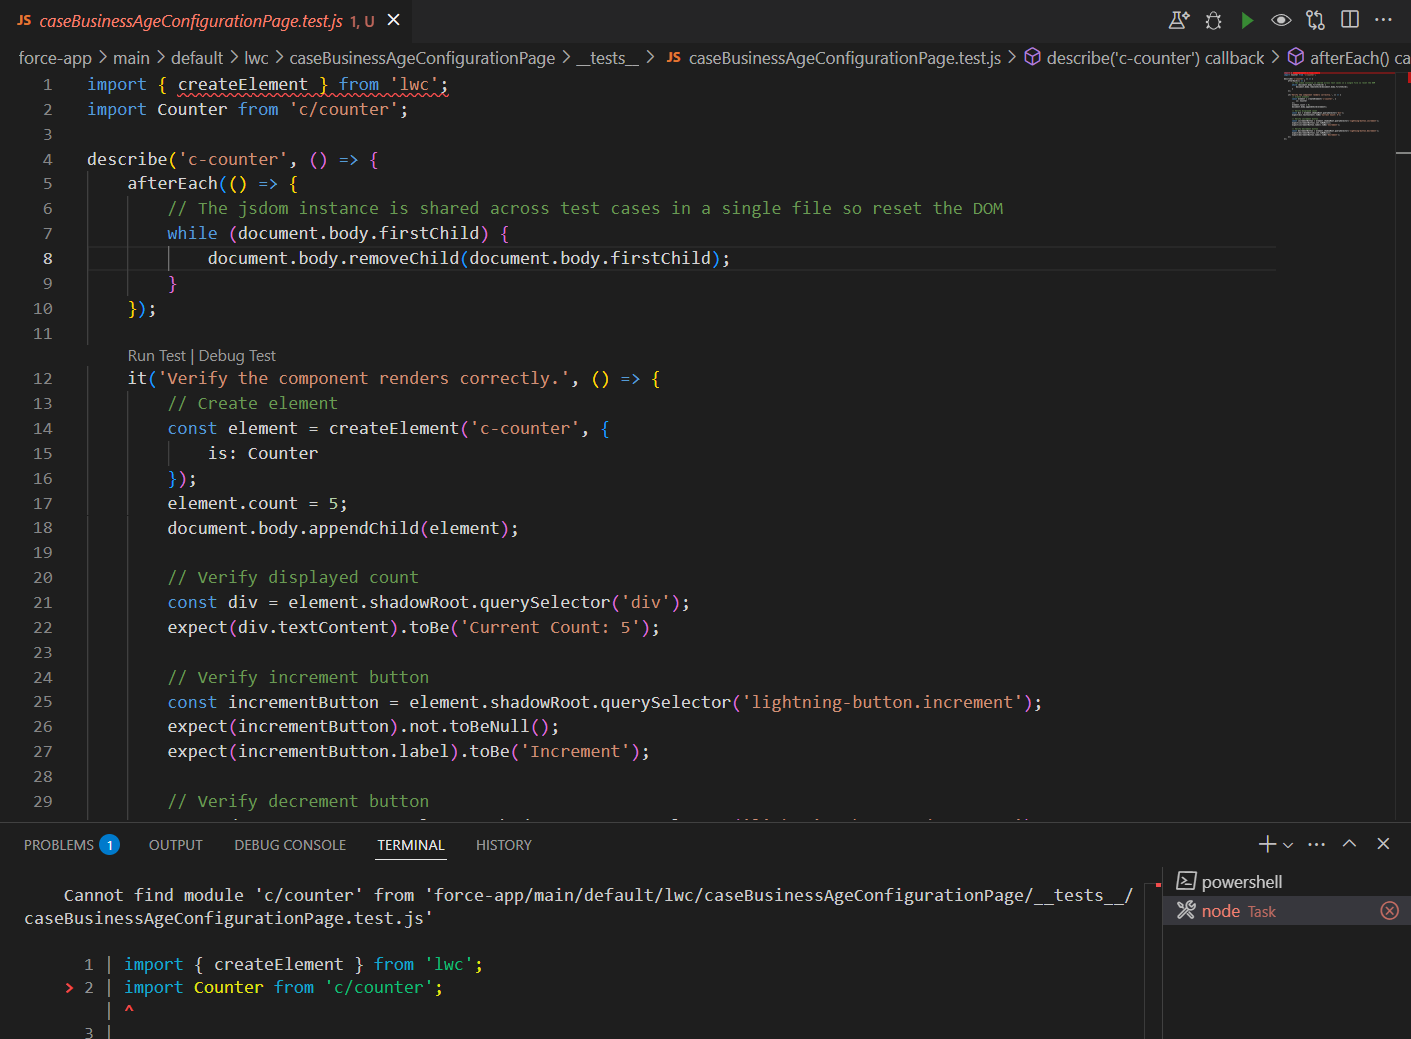 JS caseBusinessAgeConfigurationPage.test.js 1, U
force-app > main > default > lwc > caseBusinessAgeConfigurationPage > __tests__ > JS caseBusinessAgeConfigurationPage.test.js > describe('c-counter') callback > afterEach() ca
1 import { createElement } from 'lwc';
2 import Counter from 'c/counter';
3
4 describe('c-counter', () => {
5 afterEach(() => {
6 // The jsdom instance is shared across test cases in a single file so reset the DOM
7 while (document.body.firstChild) {
8 document.body.removeChild(document.body.firstChild);
9 }
10 });
11
Run Test | Debug Test
12 it('Verify the component renders correctly.', () => {
13 // Create element
14 const element = createElement('c-counter', {
15 is: Counter
16 });
17 element.count = 5;
18 document.body.appendChild(element);
19
20 // Verify displayed count
21 const div = element.shadowRoot.querySelector('div');
22 expect(div.textContent).toBe('Current Count: 5');
23
24 // Verify increment button
25 const incrementButton = element.shadowRoot.querySelector('lightning-button.increment');
26 expect(incrementButton).not.toBeNull();
27 expect(incrementButton.label).toBe('Increment');
28
29 // Verify decrement button
PROBLEMS 1 OUTPUT DEBUG CONSOLE TERMINAL HISTORY
Cannot find module 'c/counter' from 'force-app/main/default/lwc/caseBusinessAgeConfigurationPage/__tests__/
caseBusinessAgeConfigurationPage.test.js'
1 | import { createElement } from 'lwc';
> 2 | import Counter from 'c/counter';
| ^
3 |
powershell
node Task